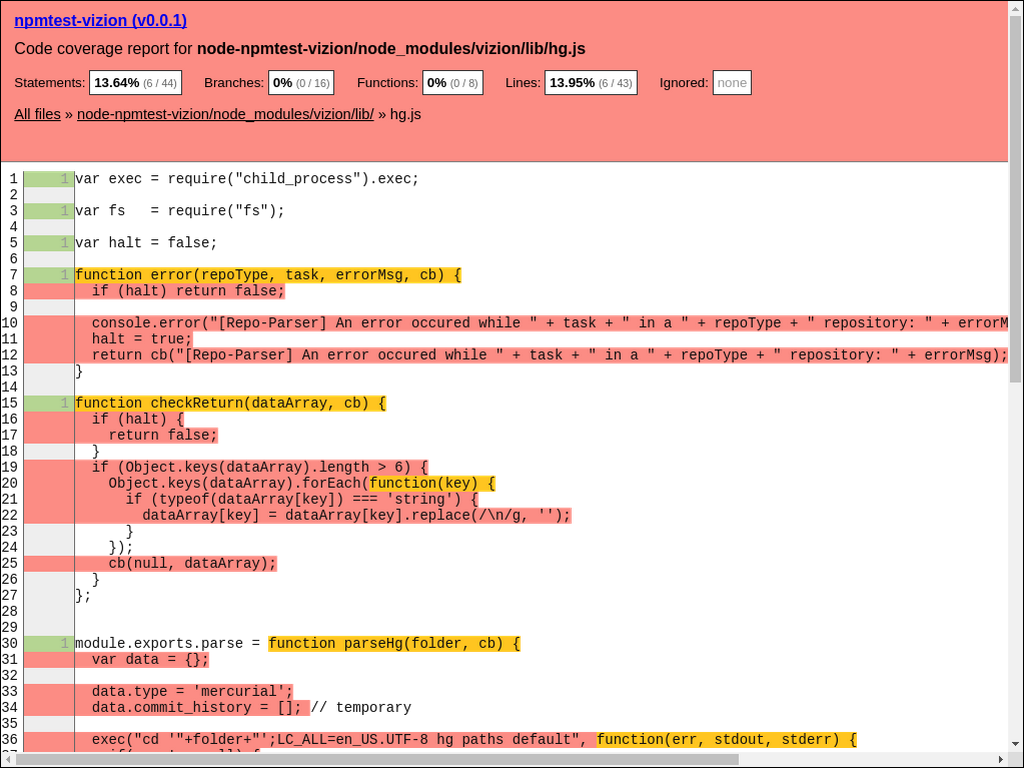 npmtest-vizion (v0.0.1)
Code coverage report for node-npmtest-vizion/node_modules/vizion/lib/hg.js
Statements: 13.64% (6 / 44) Branches: 0% (0 / 16) Functions: 0% (0 / 8) Lines: 13.95% (6 / 43) Ignored: none
All files » node-npmtest-vizion/node_modules/vizion/lib/ » hg.js
1 1 var exec = require("child_process").exec;
2
3 1 var fs   = require("fs");
4
5 1 var halt = false;
6
7 1 function error(repoType, task, errorMsg, cb) {
8   if (halt) return false;
9
10   console.error("[Repo-Parser] An error occured while " + task + " in a " + repoType + " repository: " + errorM
11   halt = true;
12   return cb("[Repo-Parser] An error occured while " + task + " in a " + repoType + " repository: " + errorMsg);
13 }
14
15 1 function checkReturn(dataArray, cb) {
16   if (halt) {
17     return false;
18   }
19   if (Object.keys(dataArray).length > 6) {
20     Object.keys(dataArray).forEach(function(key) {
21       if (typeof(dataArray[key]) === 'string') {
22         dataArray[key] = dataArray[key].replace(/\n/g, '');
23       }
24     });
25     cb(null, dataArray);
26   }
27 };
28
29
30 1 module.exports.parse = function parseHg(folder, cb) {
31   var data = {};
32
33   data.type = 'mercurial';
34   data.commit_history = []; // temporary
35
36   exec("cd '"+folder+"';LC_ALL=en_US.UTF-8 hg paths default", function(err, stdout, stderr) {